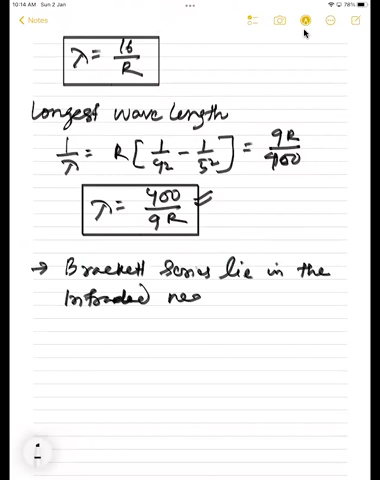 10:14 AM Sun 2 Jan
78%
Notes
λ = 16/R
Longest wave length
1/λ = R[1/4² - 1/5²] = 9R/400
λ = 400/9R
→ Brackett Series lie in the
Infrared